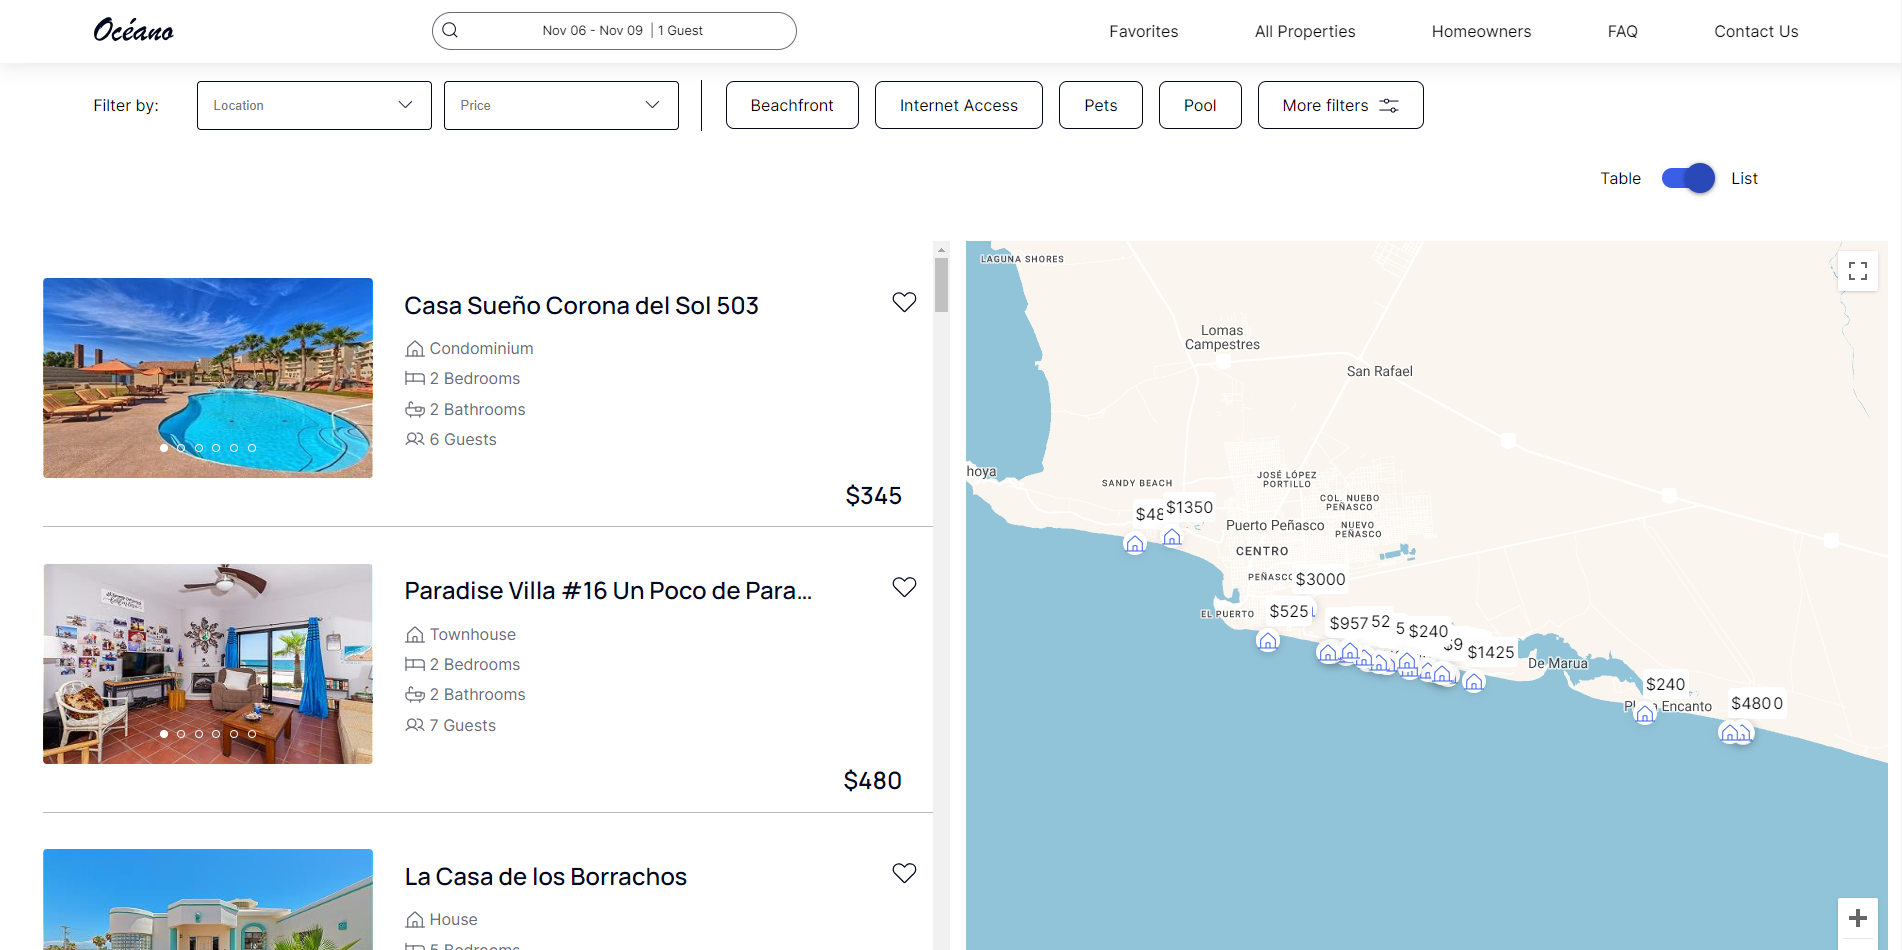 Océano
Nov 06 - Nov 09 | 1 Guest
Favorites
All Properties
Homeowners
FAQ
Contact Us
Filter by:
Location
Price
Beachfront
Internet Access
Pets
Pool
More filters
Table
List
Casa Sueño Corona del Sol 503
Condominium
2 Bedrooms
2 Bathrooms
6 Guests
$345
Paradise Villa #16 Un Poco de Para...
Townhouse
2 Bedrooms
2 Bathrooms
7 Guests
$480
La Casa de los Borrachos
House
5 Bedrooms
LAGUNA SHORES
Lomas
Campestres
San Rafael
hoya
SANDY BEACH
JOSÉ LÓPEZ
PORTILLO
COL. NUEBO
PEÑASCO
$48
$1350
Puerto Peñasco
NUEVO
PEÑASCO
CENTRO
PEÑASCO
$3000
EL PUERTO
$525
$957
52
5
$240
$9
$1425
De Marua
$240
Encanto
$480
0